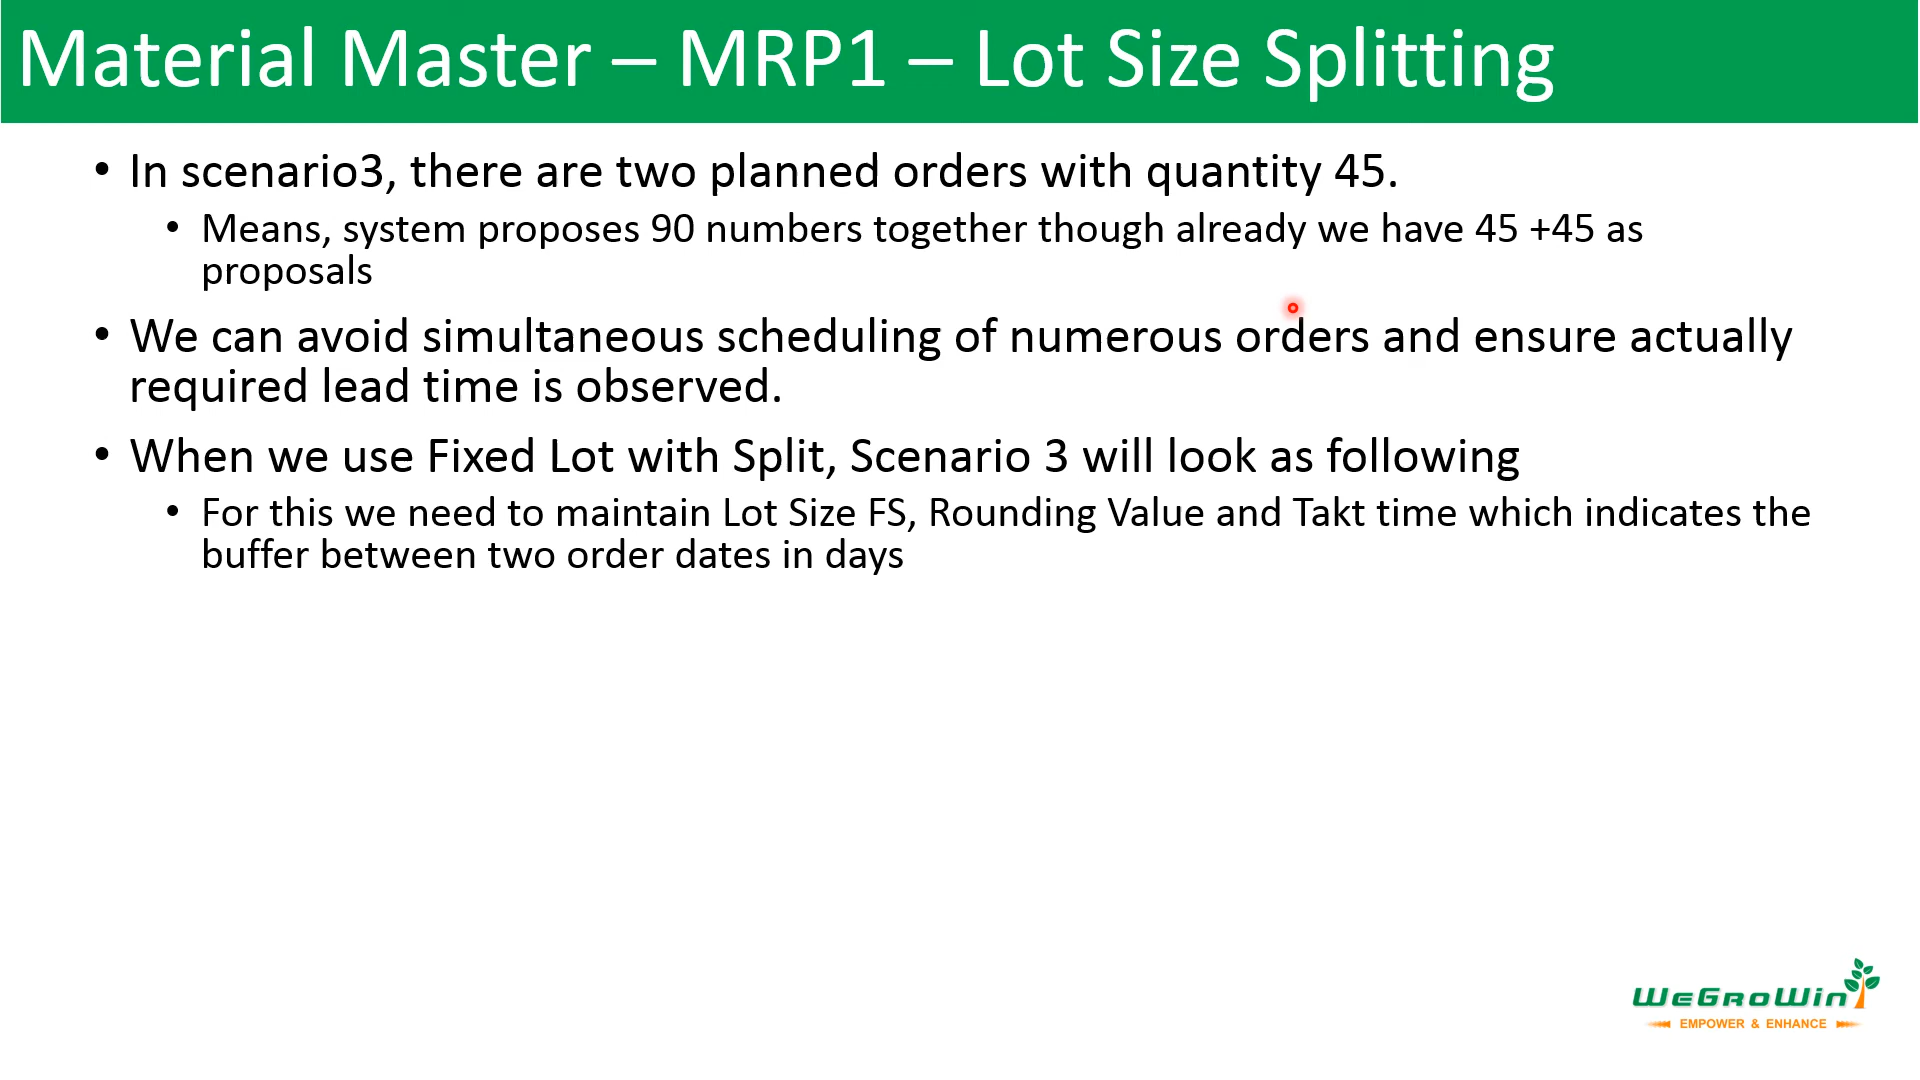 Material Master – MRP1 – Lot Size Splitting
• In scenario3, there are two planned orders with quantity 45.
• Means, system proposes 90 numbers together though already we have 45 +45 as
proposals
• We can avoid simultaneous scheduling of numerous orders and ensure actually
required lead time is observed.
• When we use Fixed Lot with Split, Scenario 3 will look as following
• For this we need to maintain Lot Size FS, Rounding Value and Takt time which indicates the
buffer between two order dates in days
WeGroWin
EMPOWER & ENHANCE